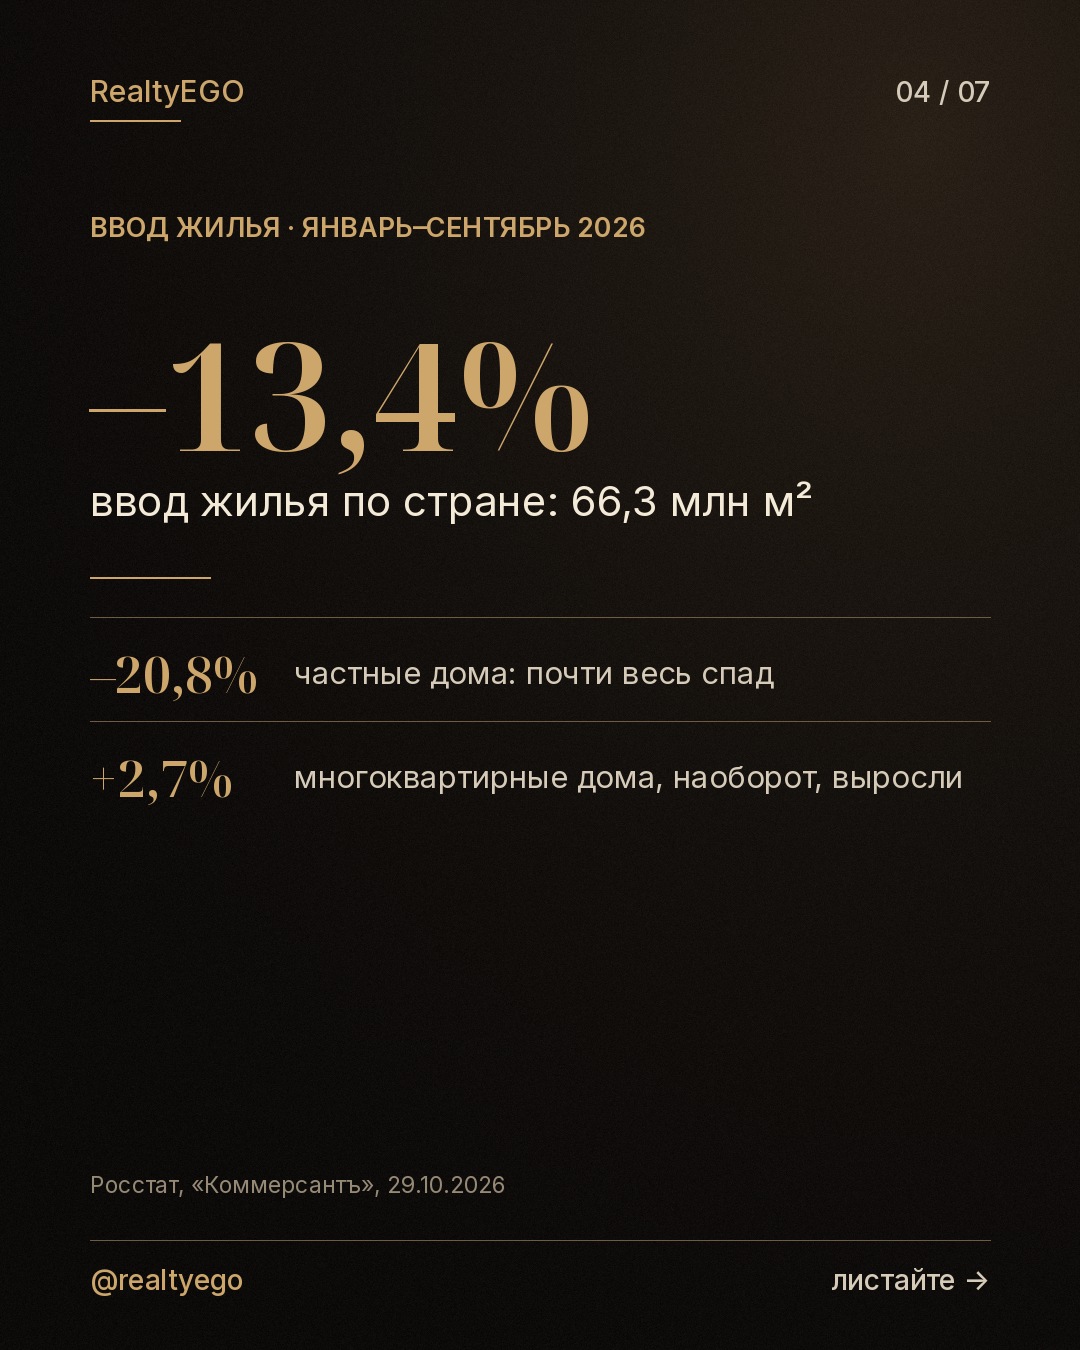 RealtyEGO
04 / 07
ВВОД ЖИЛЬЯ · ЯНВАРЬ–СЕНТЯБРЬ 2026
–13,4%
ввод жилья по стране: 66,3 млн м²
–20,8% частные дома: почти весь спад
+2,7% многоквартирные дома, наоборот, выросли
Росстат, «Коммерсантъ», 29.10.2026
@realtyego
листайте →